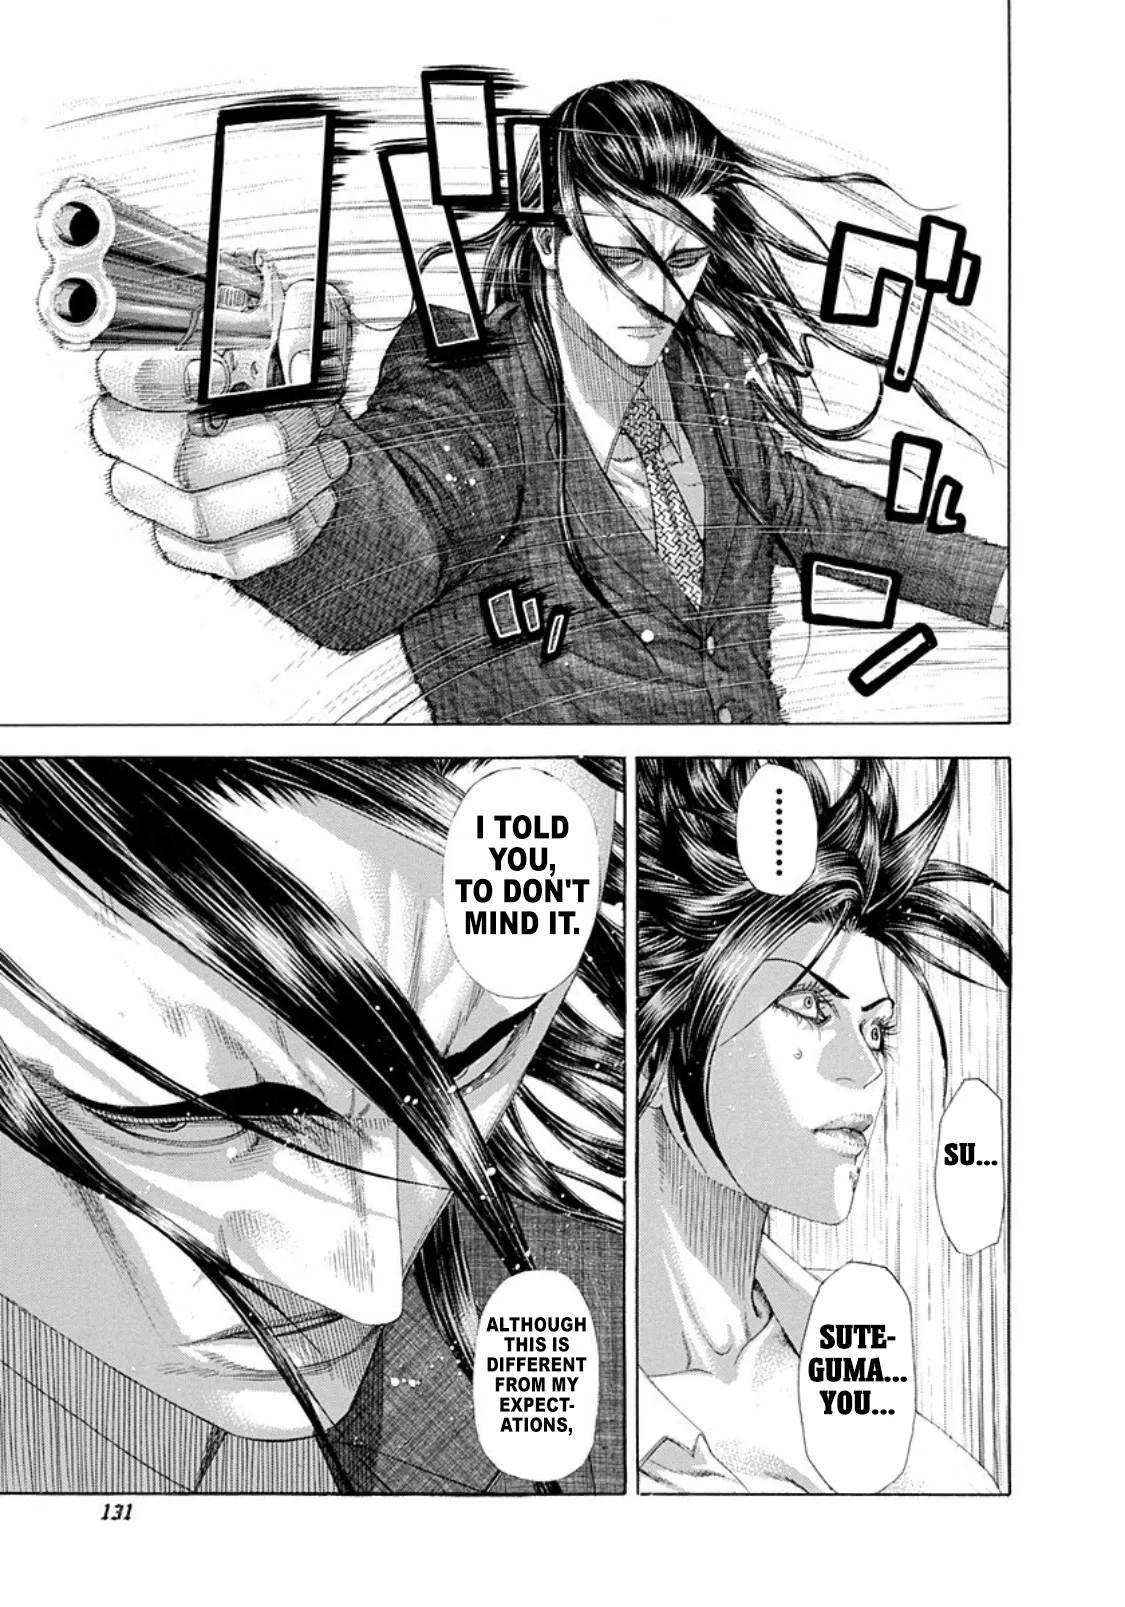 .........
SU...
SUTE-
GUMA...
YOU...
I TOLD
YOU,
TO DON'T
MIND IT.
ALTHOUGH
THIS IS
DIFFERENT
FROM MY
EXPECT-
ATIONS,
131